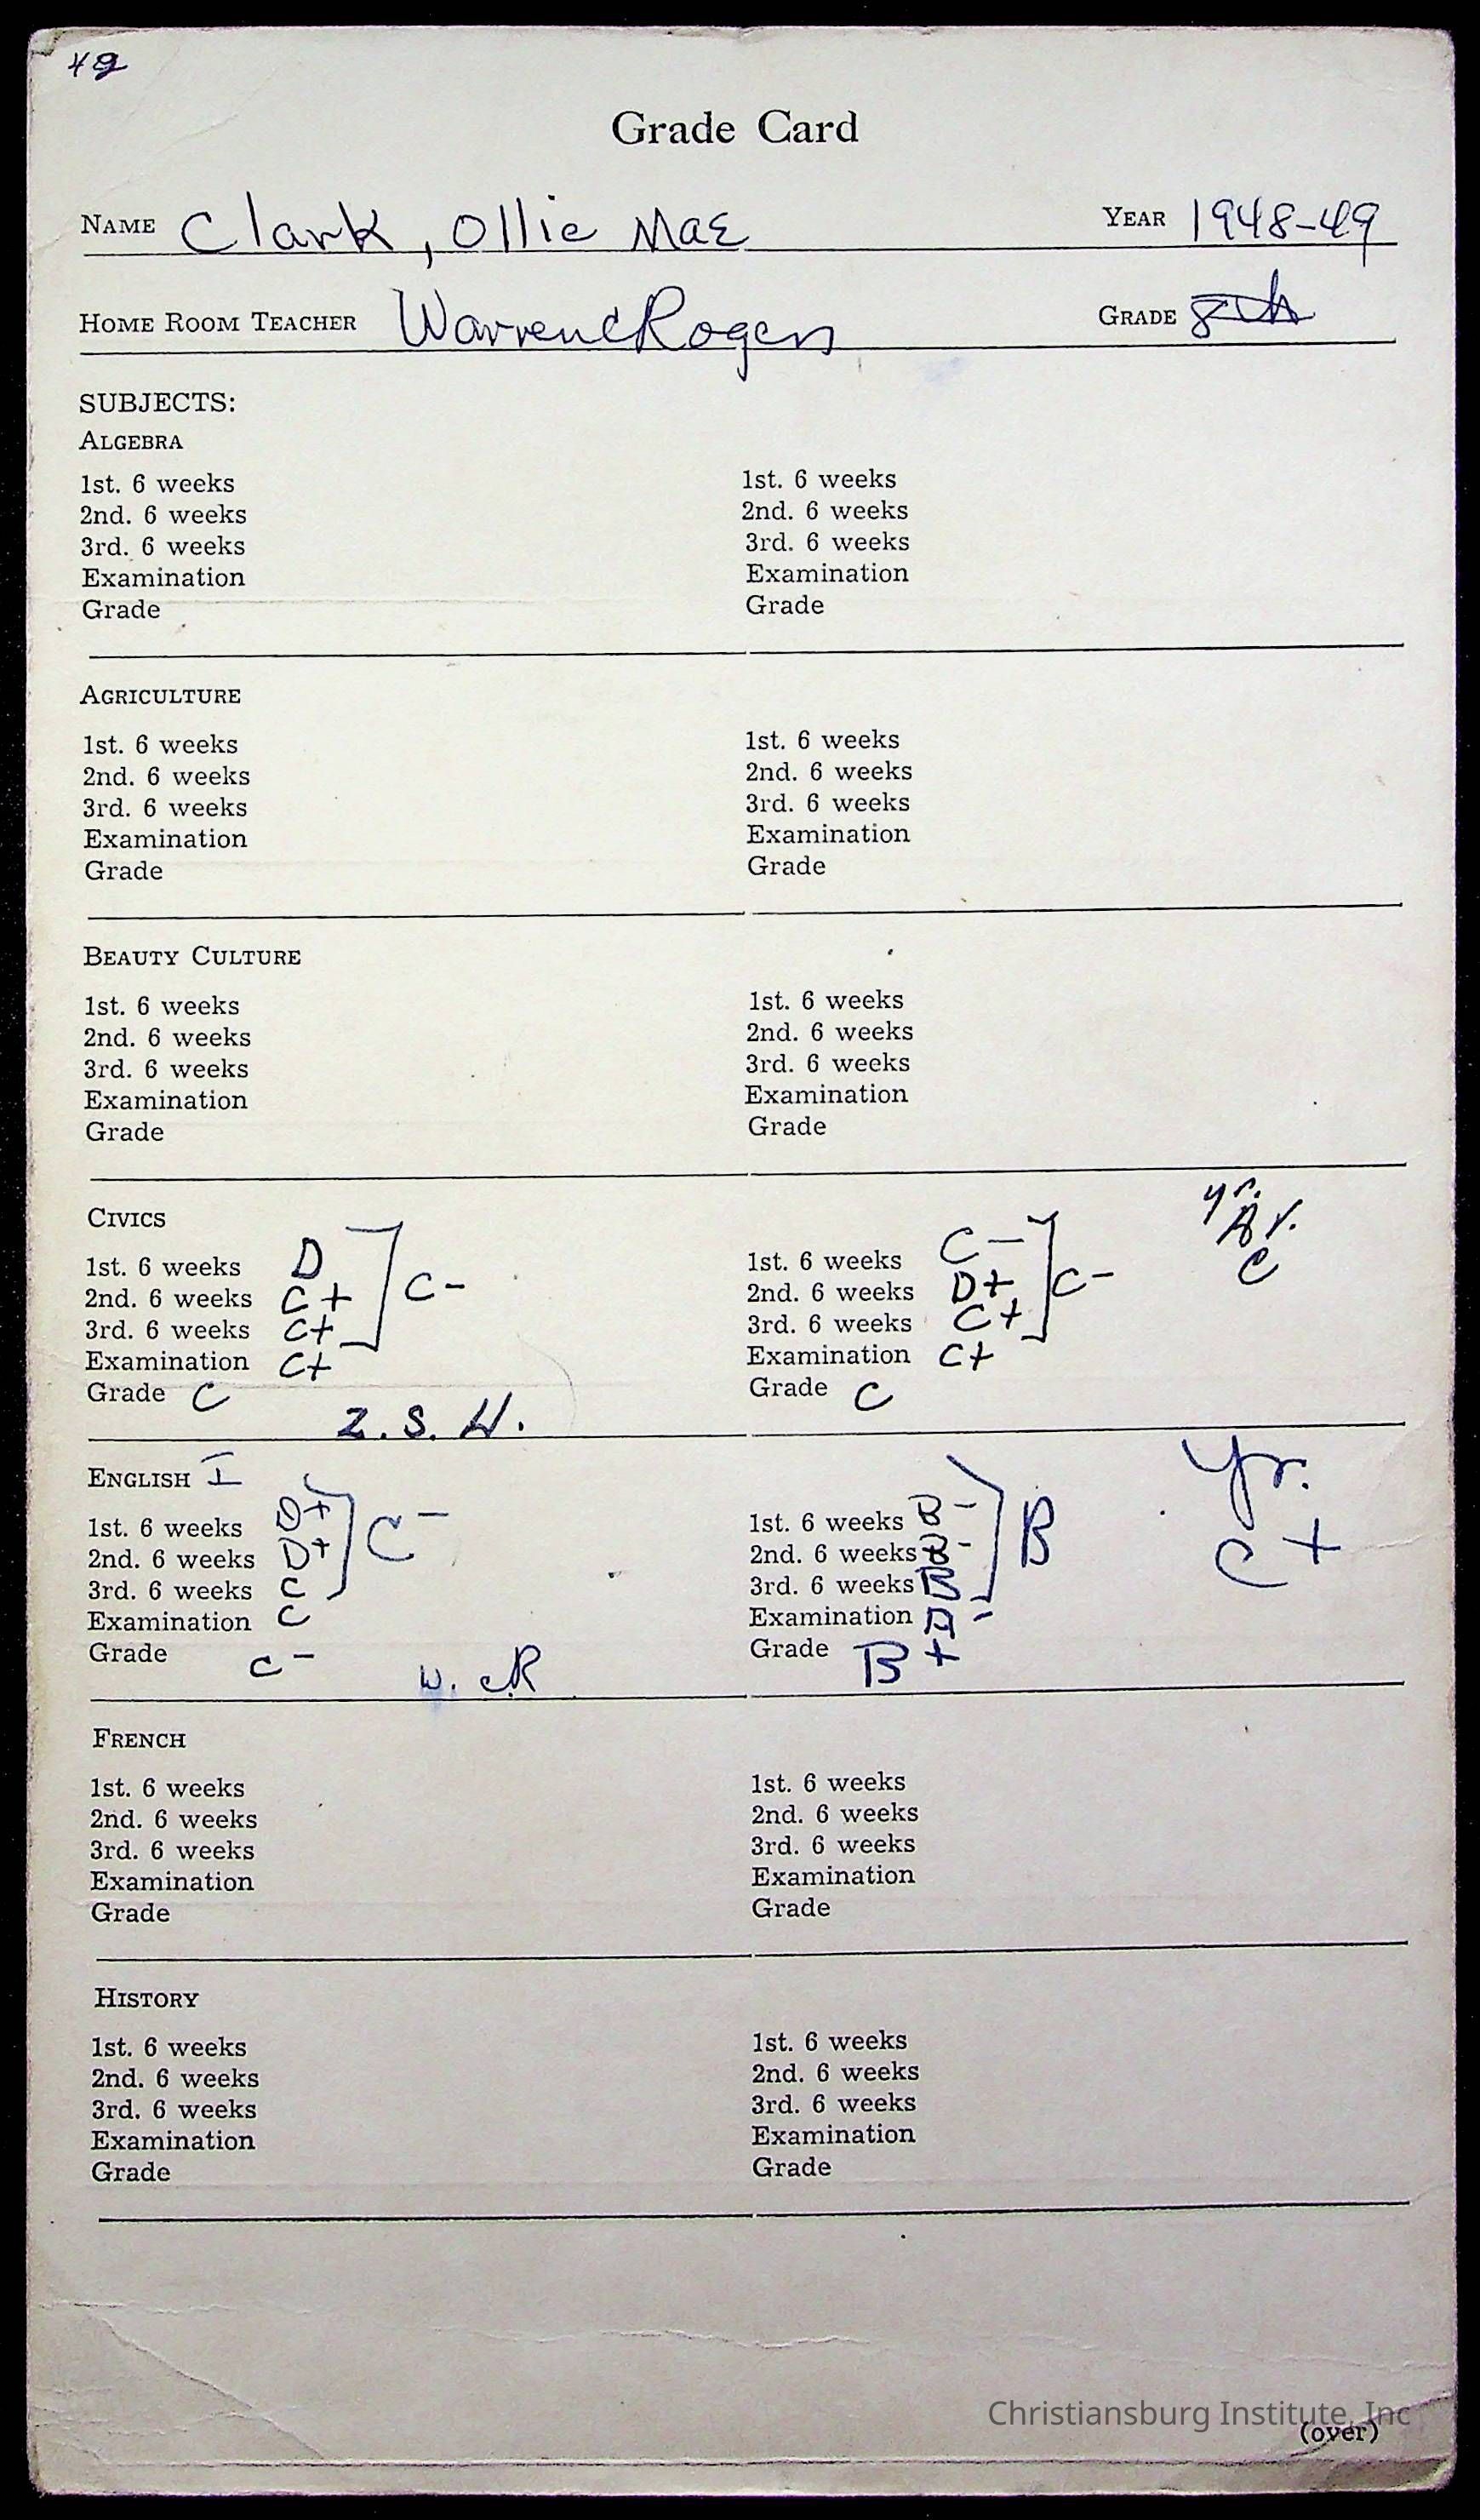 49
Grade Card
NAME Clark, Ollie Mae YEAR 1948-49
HOME ROOM TEACHER Warren C Rogers GRADE 8th
SUBJECTS:
ALGEBRA
1st. 6 weeks 1st. 6 weeks
2nd. 6 weeks 2nd. 6 weeks
3rd. 6 weeks 3rd. 6 weeks
Examination Examination
Grade Grade
AGRICULTURE
1st. 6 weeks 1st. 6 weeks
2nd. 6 weeks 2nd. 6 weeks
3rd. 6 weeks 3rd. 6 weeks
Examination Examination
Grade Grade
BEAUTY CULTURE
1st. 6 weeks 1st. 6 weeks
2nd. 6 weeks 2nd. 6 weeks
3rd. 6 weeks 3rd. 6 weeks
Examination Examination
Grade Grade
CIVICS yr. Av.
1st. 6 weeks D 1st. 6 weeks C- C
2nd. 6 weeks C+ C- 2nd. 6 weeks D+ C-
3rd. 6 weeks C+ 3rd. 6 weeks C+
Examination C+ Examination C+
Grade C Grade C
Z. S. H.
ENGLISH I Yr.
1st. 6 weeks D+ C- 1st. 6 weeks B- B C+
2nd. 6 weeks D+ 2nd. 6 weeks B-
3rd. 6 weeks C 3rd. 6 weeks B
Examination C Examination A-
Grade C- Grade B+
W. C R
FRENCH
1st. 6 weeks 1st. 6 weeks
2nd. 6 weeks 2nd. 6 weeks
3rd. 6 weeks 3rd. 6 weeks
Examination Examination
Grade Grade
HISTORY
1st. 6 weeks 1st. 6 weeks
2nd. 6 weeks 2nd. 6 weeks
3rd. 6 weeks 3rd. 6 weeks
Examination Examination
Grade Grade
Christiansburg Institute, Inc
(over)